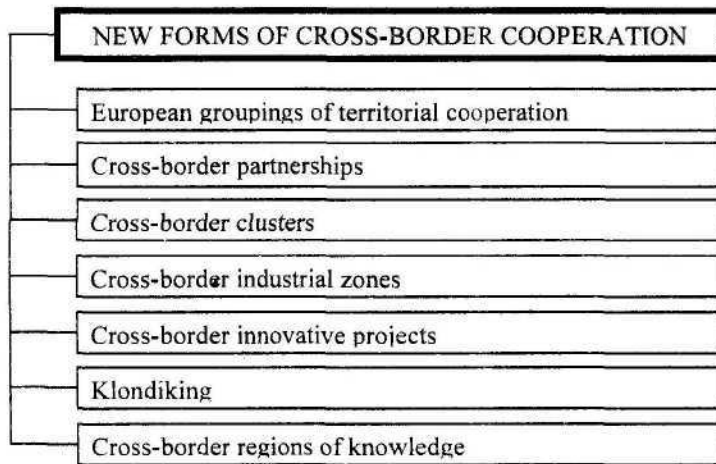 NEW FORMS OF CROSS-BORDER COOPERATION
European groupings of territorial cooperation
Cross-border partnerships
Cross-border clusters
Cross-border industrial zones
Cross-border innovative projects
Klondiking
Cross-border regions of knowledge